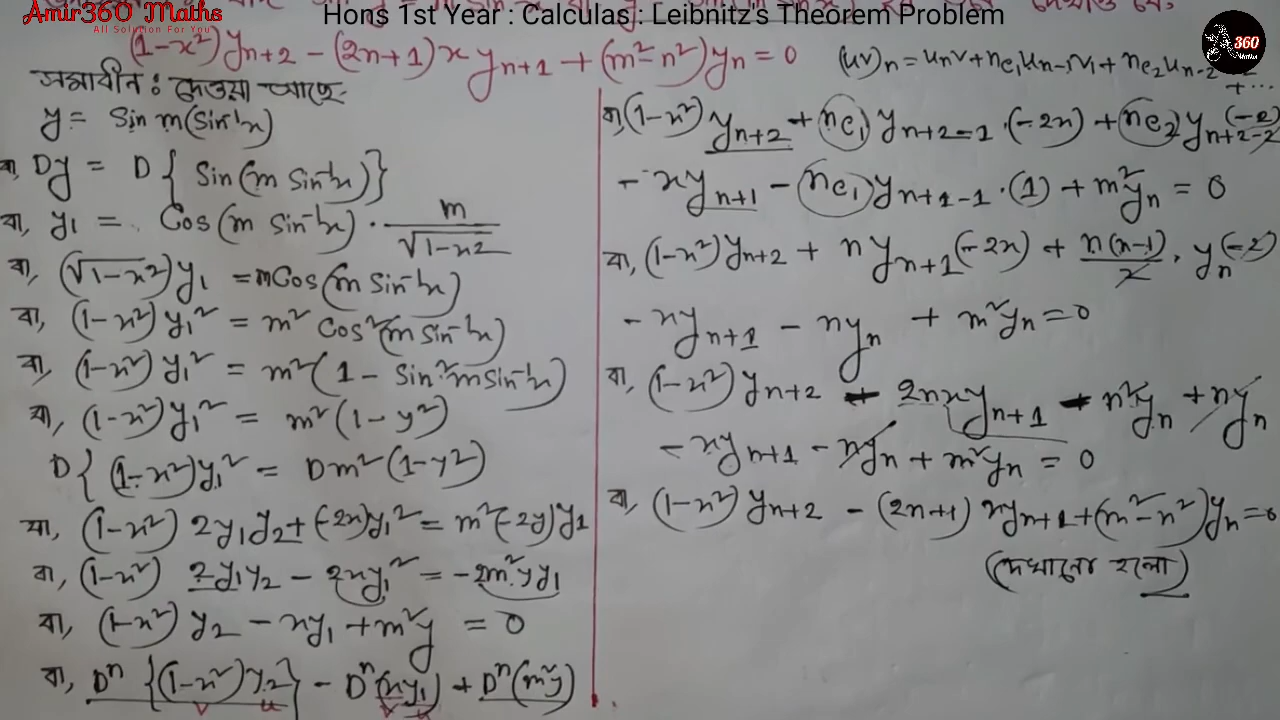 Amir360 Maths
All Solution For You
Hons 1st Year : Calculas : Leibnitz's Theorem Problem
360
Maths
(1-x²)yₙ₊₂ - (2n+1)x yₙ₊₁ + (m²-n²)yₙ = 0
(uv)ₙ = uₙv + nc₁uₙ₋₁v₁ + nc₂uₙ₋₂
+ ...
সমাধান : দেওয়া আছে
y = Sin m(Sin⁻¹x)
বা, Dy = D{ Sin(m Sin⁻¹x)}
বা, y₁ = Cos(m Sin⁻¹x) · m/√(1-x²)
বা, (√(1-x²))y₁ = mCos(m Sin⁻¹x)
বা, (1-x²) y₁² = m² Cos²(m Sin⁻¹x)
বা, (1-x²) y₁² = m²(1 - Sin² m Sin⁻¹x)
বা, (1-x²) y₁² = m²(1-y²)
D{ (1-x²)y₁² = Dm²(1-y²)
বা, (1-x²) 2y₁y₂ + (-2x)y₁² = m²(-2y)y₁
বা, (1-x²) 2y₁y₂ - 2xy₁² = -2m²yy₁
বা, (1-x²) y₂ - xy₁ + m²y = 0
বা, Dⁿ {(1-x²)y₂} - Dⁿ(xy₁) + Dⁿ(m²y)
v u v u
বা, (1-x²) yₙ₊₂ + nc₁ yₙ₊₂₋₁ · (-2x) + nc₂ yₙ₊₂₋₂ (-2)
- xyₙ₊₁ - nc₁ yₙ₊₁₋₁ · (1) + m²yₙ = 0
বা, (1-x²)yₙ₊₂ + n yₙ₊₁(-2x) + n(n-1)/2 · yₙ(-2)
- xyₙ₊₁ - nyₙ + m²yₙ = 0
বা, (1-x²)yₙ₊₂ - 2nxyₙ₊₁ - n²yₙ + nyₙ
- xyₙ₊₁ - nyₙ + m²yₙ = 0
বা, (1-x²) yₙ₊₂ - (2n+1) xyₙ₊₁ + (m²-n²)yₙ = 0
(দেখানো হলো)